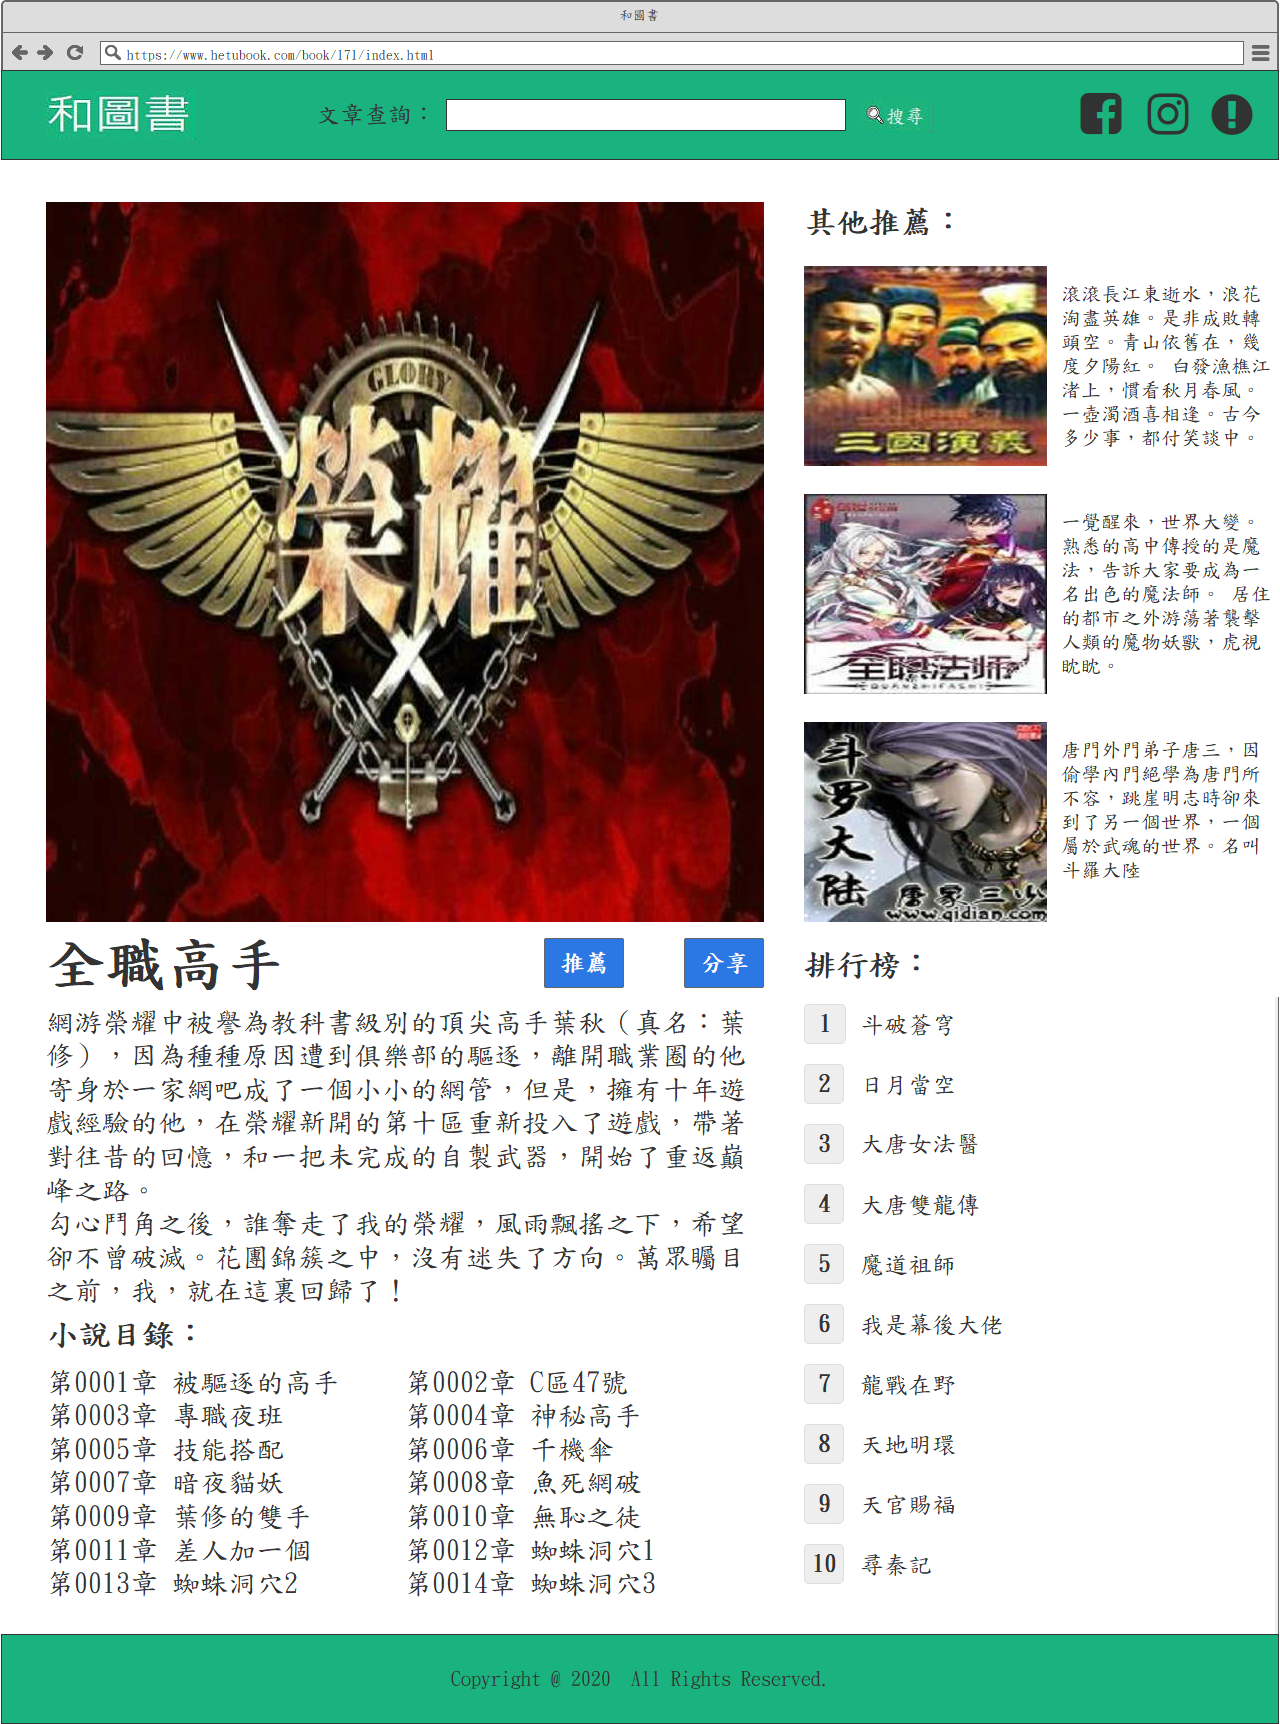 和圖書
https://www.hetubook.com/book/171/index.html
和圖書
文章查詢：
搜尋
GLORY
榮耀
其他推薦：
三國演義
滾滾長江東逝水，浪花
淘盡英雄。是非成敗轉
頭空。青山依舊在，幾
度夕陽紅。 白發漁樵江
渚上，慣看秋月春風。
一壺濁酒喜相逢。古今
多少事，都付笑談中。
全职法师
QUANZHIFASHI
一覺醒來，世界大變。
熟悉的高中傳授的是魔
法，告訴大家要成為一
名出色的魔法師。 居住
的都市之外游蕩著襲擊
人類的魔物妖獸，虎視
眈眈。
斗罗大陆
唐家三少
www.qidian.com
唐門外門弟子唐三，因
偷學內門絕學為唐門所
不容，跳崖明志時卻來
到了另一個世界，一個
屬於武魂的世界。名叫
斗羅大陸
全職高手
推薦
分享
網游榮耀中被譽為教科書級別的頂尖高手葉秋（真名：葉
修），因為種種原因遭到俱樂部的驅逐，離開職業圈的他
寄身於一家網吧成了一個小小的網管，但是，擁有十年遊
戲經驗的他，在榮耀新開的第十區重新投入了遊戲，帶著
對往昔的回憶，和一把未完成的自製武器，開始了重返巔
峰之路。
勾心鬥角之後，誰奪走了我的榮耀，風雨飄搖之下，希望
卻不曾破滅。花團錦簇之中，沒有迷失了方向。萬眾矚目
之前，我，就在這裏回歸了！
小說目錄：
第0001章 被驅逐的高手
第0002章 C區47號
第0003章 專職夜班
第0004章 神秘高手
第0005章 技能搭配
第0006章 千機傘
第0007章 暗夜貓妖
第0008章 魚死網破
第0009章 葉修的雙手
第0010章 無恥之徒
第0011章 差人加一個
第0012章 蜘蛛洞穴1
第0013章 蜘蛛洞穴2
第0014章 蜘蛛洞穴3
排行榜：
1 斗破蒼穹
2 日月當空
3 大唐女法醫
4 大唐雙龍傳
5 魔道祖師
6 我是幕後大佬
7 龍戰在野
8 天地明環
9 天官賜福
10 尋秦記
Copyright @ 2020  All Rights Reserved.